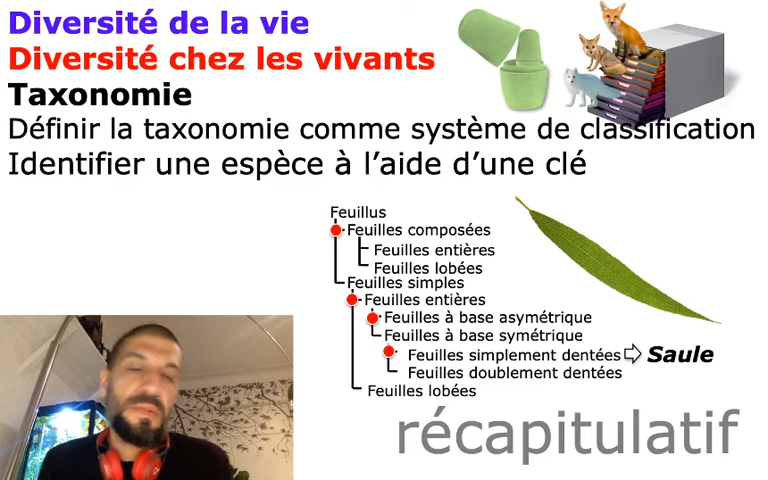 Diversité de la vie
Diversité chez les vivants
Taxonomie
Définir la taxonomie comme système de classification
Identifier une espèce à l’aide d’une clé
Feuillus
Feuilles composées
Feuilles entières
Feuilles lobées
Feuilles simples
Feuilles entières
Feuilles à base asymétrique
Feuilles à base symétrique
Feuilles simplement dentées ⇨ Saule
Feuilles doublement dentées
Feuilles lobées
récapitulatif